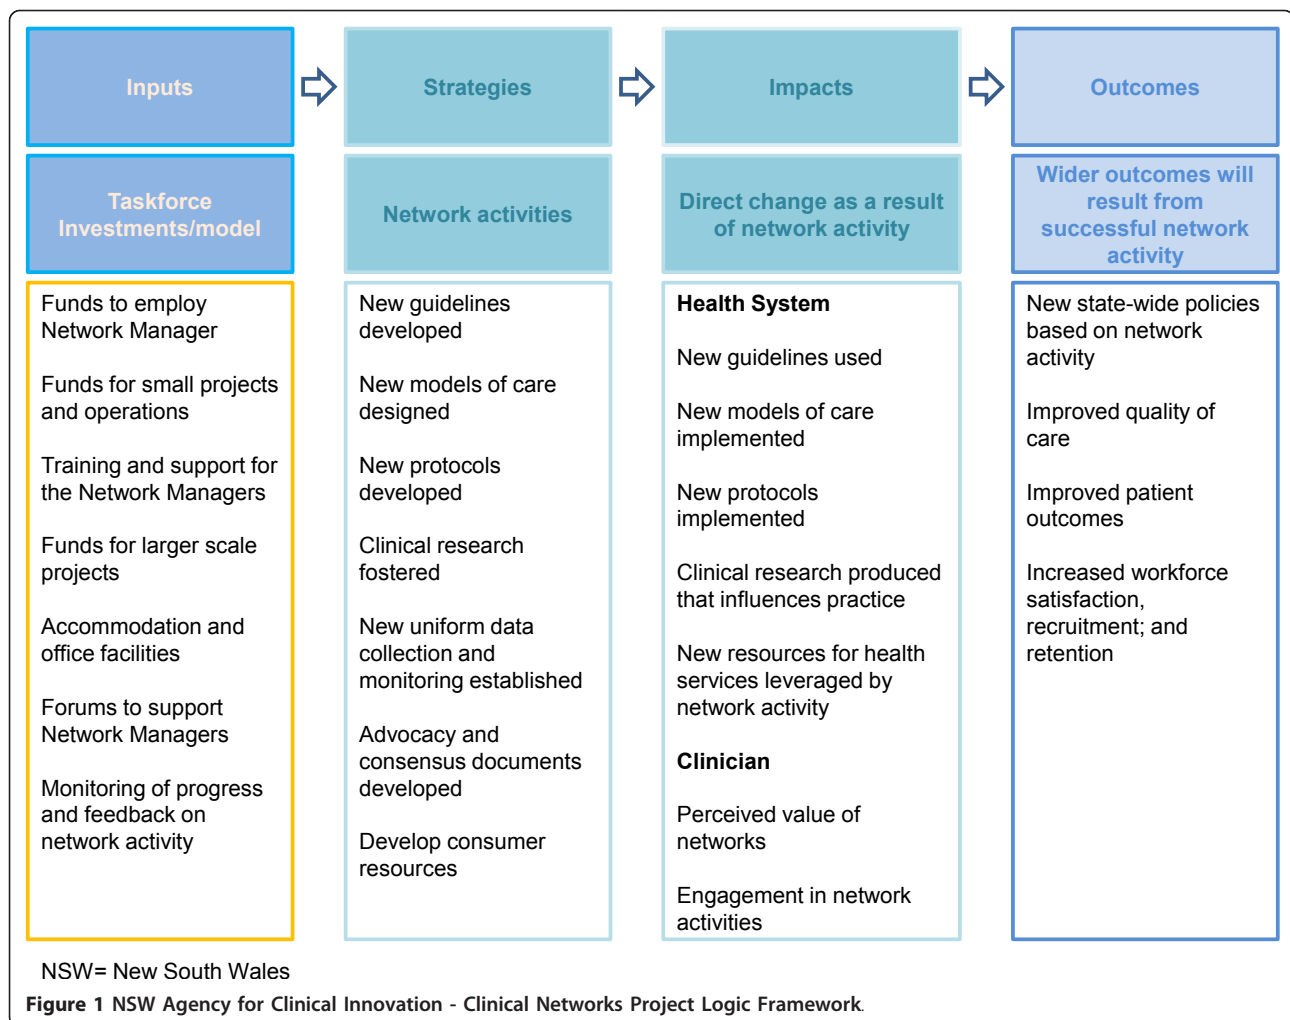 Inputs
Strategies
Impacts
Outcomes
Taskforce
Investments/model
Network activities
Direct change as a result
of network activity
Wider outcomes will
result from
successful network
activity
Funds to employ
Network Manager
Funds for small projects
and operations
Training and support for
the Network Managers
Funds for larger scale
projects
Accommodation and
office facilities
Forums to support
Network Managers
Monitoring of progress
and feedback on
network activity
New guidelines
developed
New models of care
designed
New protocols
developed
Clinical research
fostered
New uniform data
collection and
monitoring established
Advocacy and
consensus documents
developed
Develop consumer
resources
Health System
New guidelines used
New models of care
implemented
New protocols
implemented
Clinical research produced
that influences practice
New resources for health
services leveraged by
network activity
Clinician
Perceived value of
networks
Engagement in network
activities
New state-wide policies
based on network
activity
Improved quality of
care
Improved patient
outcomes
Increased workforce
satisfaction,
recruitment; and
retention
NSW= New South Wales
Figure 1 NSW Agency for Clinical Innovation - Clinical Networks Project Logic Framework.